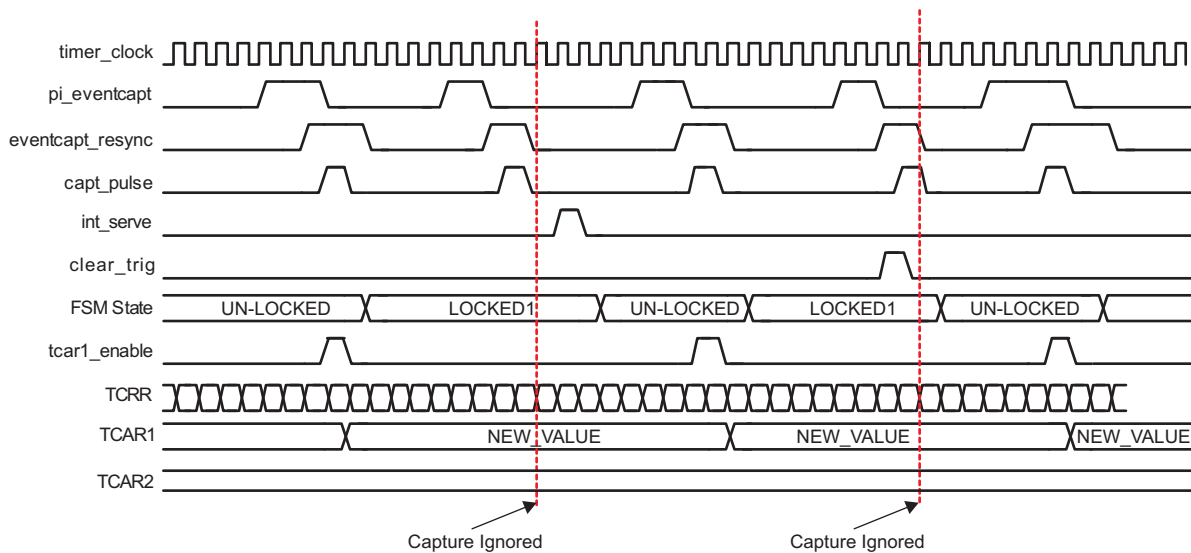 timer_clock
pi_eventcapt
eventcapt_resync
capt_pulse
int_serve
clear_trig
FSM State UN-LOCKED LOCKED1 UN-LOCKED LOCKED1 UN-LOCKED
tcar1_enable
TCRR
TCAR1 NEW_VALUE NEW_VALUE NEW_VALUE
TCAR2
Capture Ignored Capture Ignored